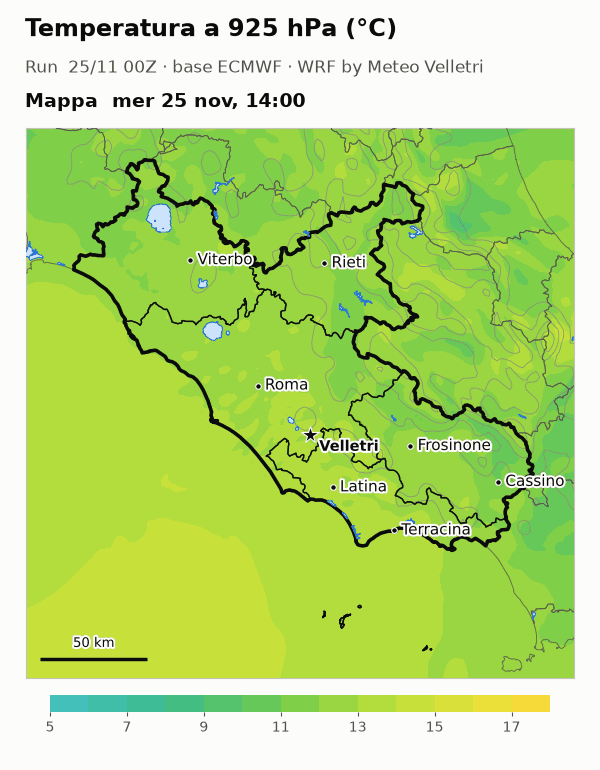 Temperatura a 925 hPa (°C)
Run  25/11 00Z · base ECMWF · WRF by Meteo Velletri
Mappa  mer 25 nov, 14:00
Viterbo
Rieti
Roma
Velletri
Frosinone
Latina
Cassino
Terracina
50 km
5 7 9 11 13 15 17